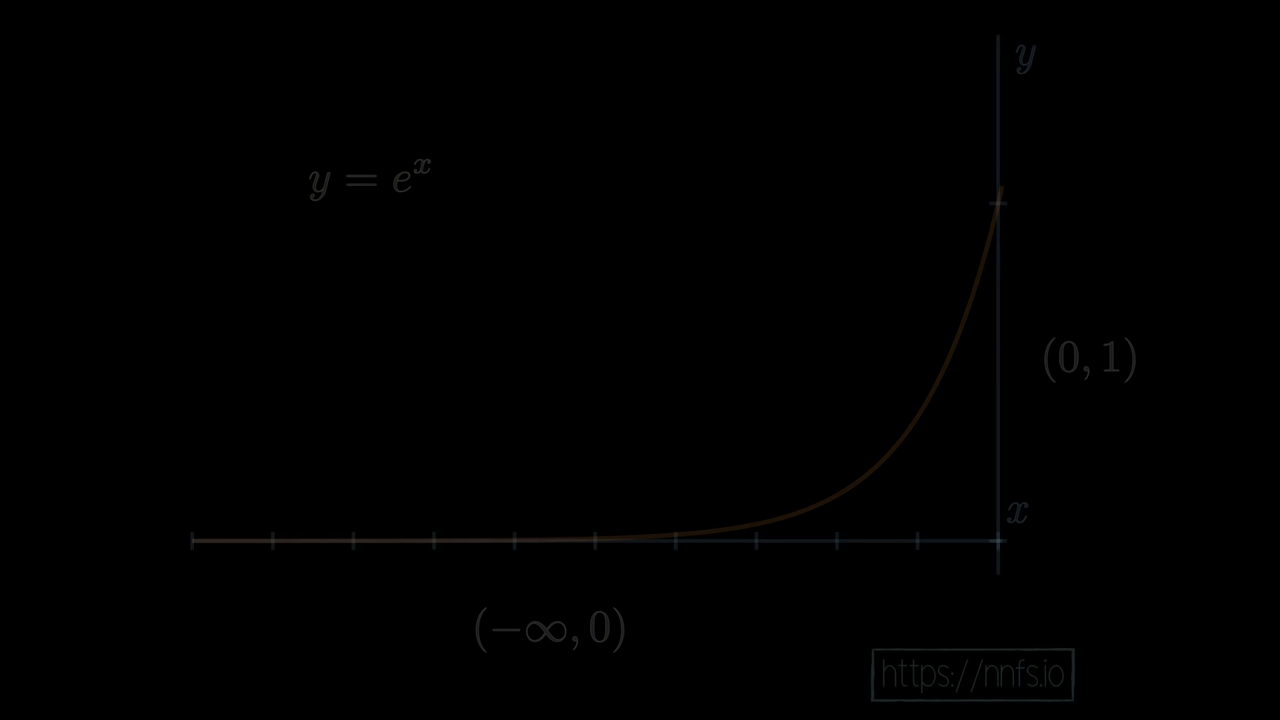 y
y = e^x
(0, 1)
x
(−∞, 0)
https://nnfs.io